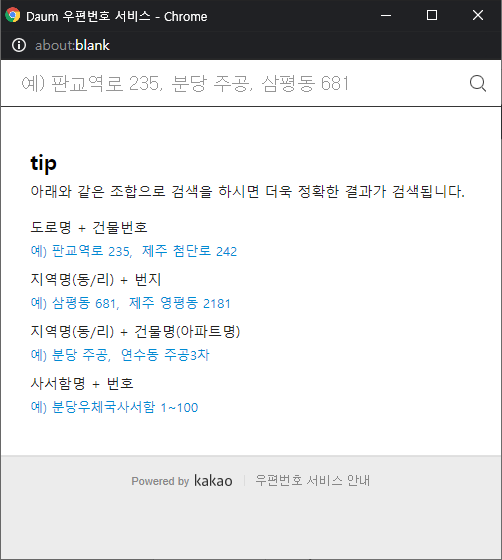 Daum 우편번호 서비스 - Chrome
about:blank
예) 판교역로 235, 분당 주공, 삼평동 681
tip
아래와 같은 조합으로 검색을 하시면 더욱 정확한 결과가 검색됩니다.
도로명 + 건물번호
예) 판교역로 235, 제주 첨단로 242
지역명(동/리) + 번지
예) 삼평동 681, 제주 영평동 2181
지역명(동/리) + 건물명(아파트명)
예) 분당 주공, 연수동 주공3차
사서함명 + 번호
예) 분당우체국사서함 1~100
Powered by kakao 우편번호 서비스 안내